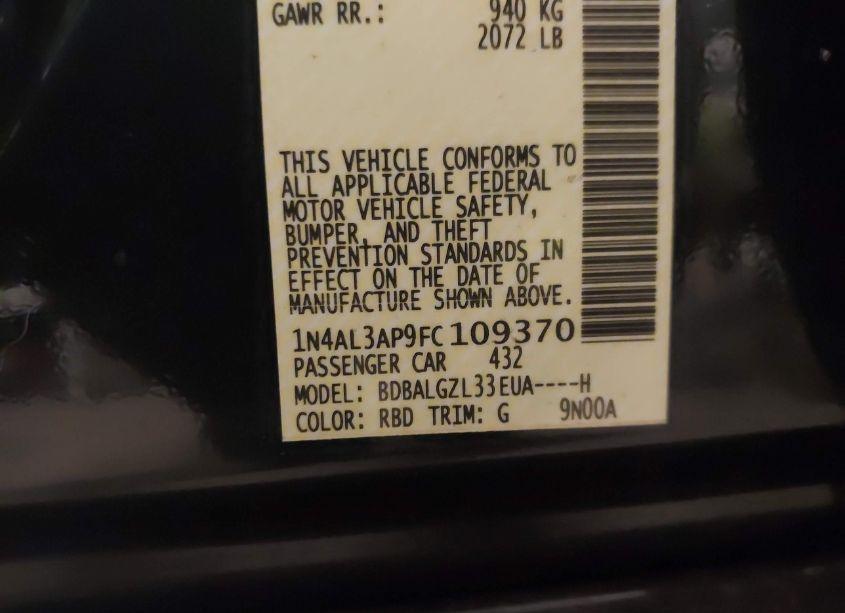 GAWR RR.: 940 KG
2072 LB
THIS VEHICLE CONFORMS TO
ALL APPLICABLE FEDERAL
MOTOR VEHICLE SAFETY,
BUMPER, AND THEFT
PREVENTION STANDARDS IN
EFFECT ON THE DATE OF
MANUFACTURE SHOWN ABOVE.
1N4AL3AP9FC109370
PASSENGER CAR 432
MODEL: BDBALGZL33EUA----H
COLOR: RBD TRIM: G 9N00A